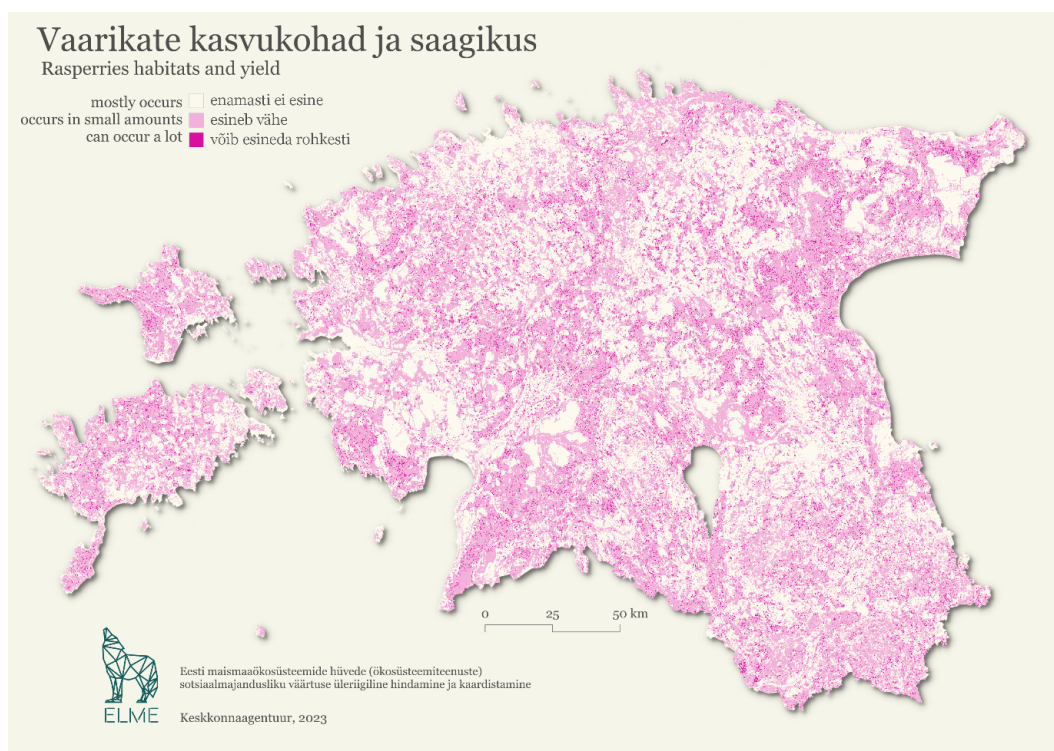 Vaarikate kasvukohad ja saagikus
Rasperries habitats and yield
mostly occurs enamasti ei esine
occurs in small amounts esineb vähe
can occur a lot võib esineda rohkesti
0 25 50 km
ELME
Eesti maismaaökosüsteemide hüvede (ökosüsteemiteenuste)
sotsiaalmajandusliku väärtuse üleriigiline hindamine ja kaardistamine
Keskkonnaagentuur, 2023